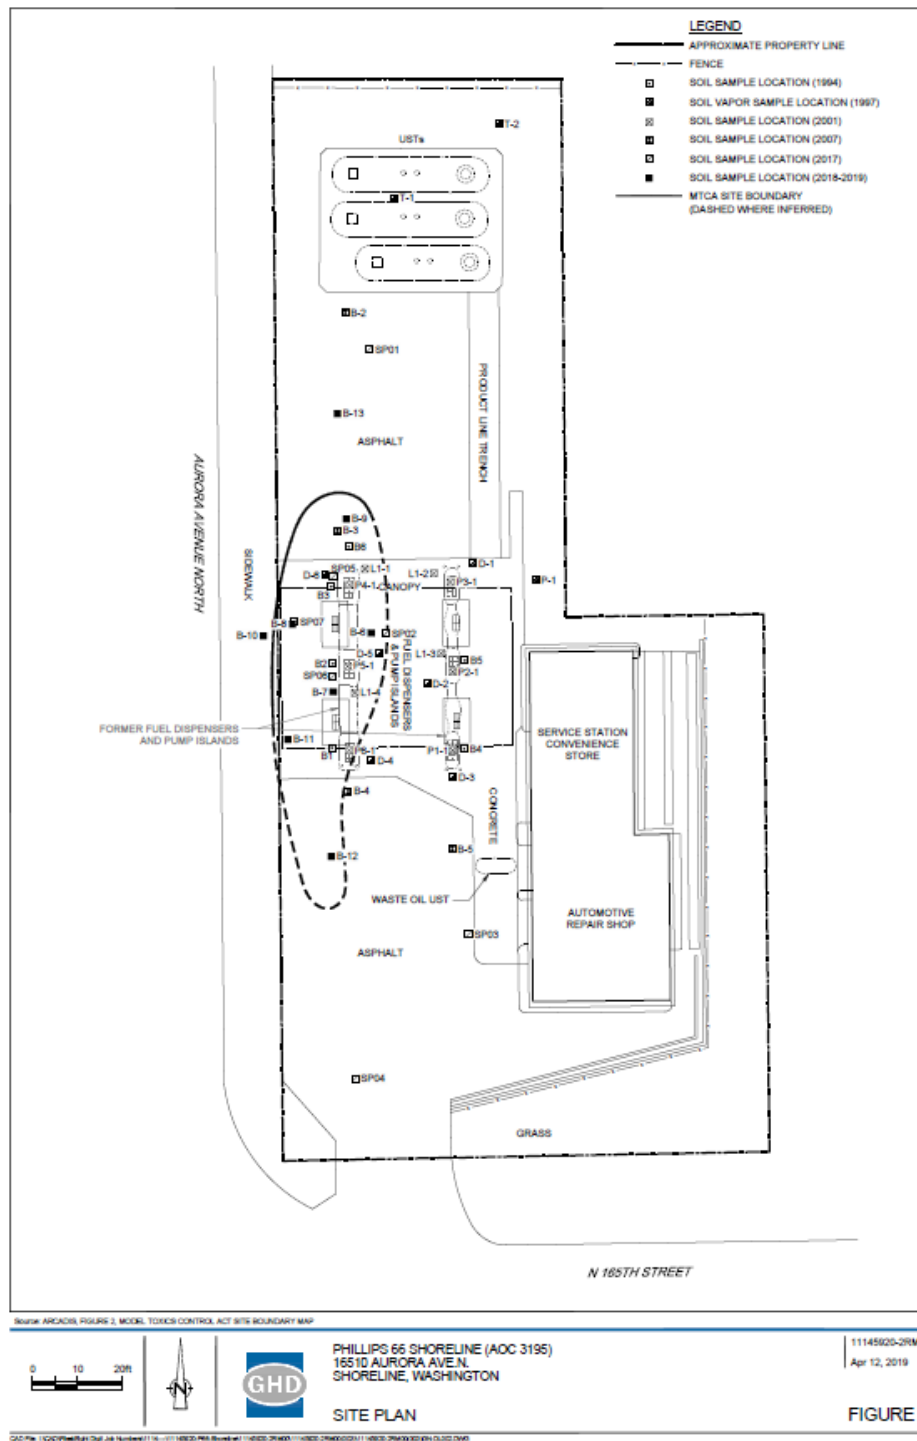 LEGEND
APPROXIMATE PROPERTY LINE
FENCE
SOIL SAMPLE LOCATION (1994)
SOIL VAPOR SAMPLE LOCATION (1997)
SOIL SAMPLE LOCATION (2001)
SOIL SAMPLE LOCATION (2007)
SOIL SAMPLE LOCATION (2017)
SOIL SAMPLE LOCATION (2018-2019)
MTCA SITE BOUNDARY
(DASHED WHERE INFERRED)
T-2
USTs
T-1
B-2
SP01
PRODUCT LINE TRENCH
B-13
ASPHALT
AURORA AVENUE NORTH
SIDEWALK
B-9
B-3
B6
D-6
SP05
L1-1
L1-2
D-1
P4-1
CANOPY
P3-1
P-1
B3
B-8
SP07
B-10
B-6
SP02
FUEL DISPENSERS
& PUMP ISLANDS
D-5
L1-3
B5
B2
P5-1
P2-1
SP06
D-2
B-7
L1-4
FORMER FUEL DISPENSERS
AND PUMP ISLANDS
SERVICE STATION
CONVENIENCE
STORE
B-11
B1
P6-1
D-4
P1-1
B4
D-3
B-4
CONCRETE
B-12
B-5
WASTE OIL UST
AUTOMOTIVE
REPAIR SHOP
SP03
ASPHALT
SP04
GRASS
N 165TH STREET
Source: ARCADIS, FIGURE 2, MODEL TOXICS CONTROL ACT SITE BOUNDARY MAP
0 10 20ft
N
GHD
PHILLIPS 66 SHORELINE (AOC 3195)
16510 AURORA AVE.N.
SHORELINE, WASHINGTON
SITE PLAN
11145920-2RM
Apr 12, 2019
FIGURE